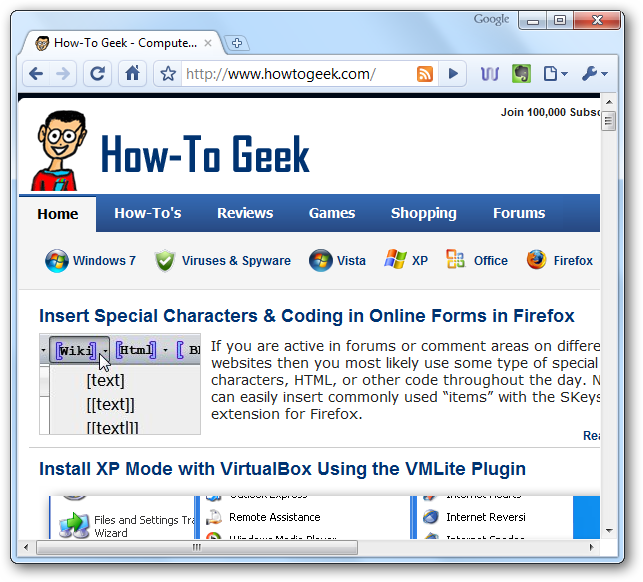 Google
How-To Geek - Compute...
http://www.howtogeek.com/
Join 100,000 Subsc
How-To Geek
Home How-To's Reviews Games Shopping Forums
Windows 7 Viruses & Spyware Vista XP Office Firefox
Insert Special Characters & Coding in Online Forms in Firefox
[Wiki] [Html] [ Bl
[text]
[[text]]
[[text|]]
If you are active in forums or comment areas on differe
websites then you most likely use some type of special
characters, HTML, or other code throughout the day. N
can easily insert commonly used “items” with the SKeys
extension for Firefox.
Rea
Install XP Mode with VirtualBox Using the VMLite Plugin
Outlook Express Internet Hearts
Files and Settings Tra
Wizard
Remote Assistance Internet Reversi
Windows Media Player Internet Spades